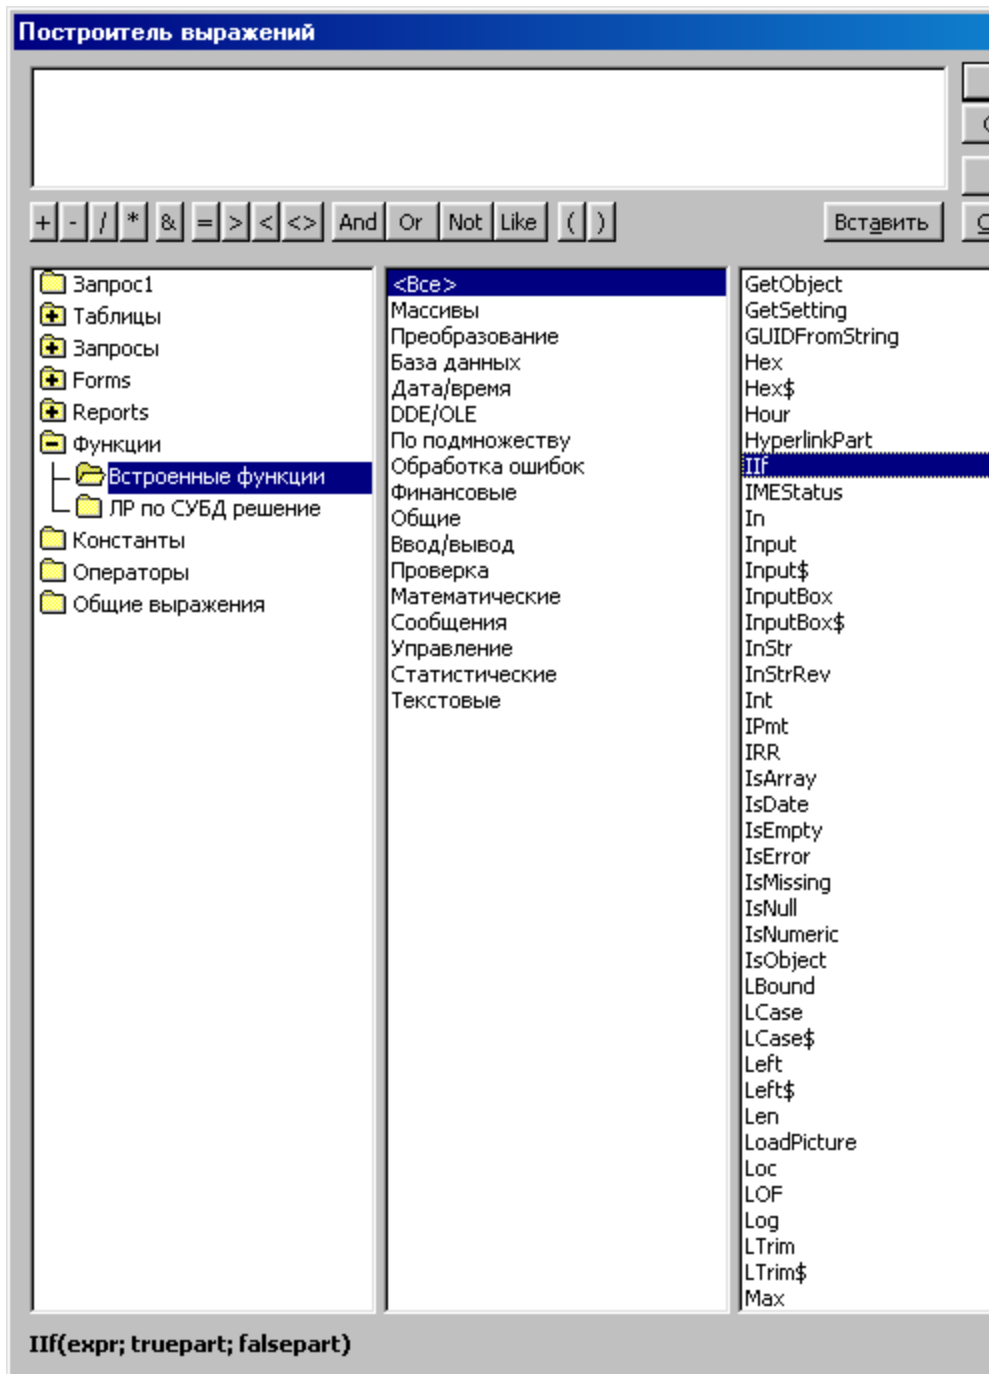 Построитель выражений
+ - / * & = > < <> And Or Not Like ( ) Вставить
Запрос1
Таблицы
Запросы
Forms
Reports
Функции
Встроенные функции
ЛР по СУБД решение
Константы
Операторы
Общие выражения
<Все>
Массивы
Преобразование
База данных
Дата/время
DDE/OLE
По подмножеству
Обработка ошибок
Финансовые
Общие
Ввод/вывод
Проверка
Математические
Сообщения
Управление
Статистические
Текстовые
GetObject
GetSetting
GUIDFromString
Hex
Hex$
Hour
HyperlinkPart
IIf
IMEStatus
In
Input
Input$
InputBox
InputBox$
InStr
InStrRev
Int
IPmt
IRR
IsArray
IsDate
IsEmpty
IsError
IsMissing
IsNull
IsNumeric
IsObject
LBound
LCase
LCase$
Left
Left$
Len
LoadPicture
Loc
LOF
Log
LTrim
LTrim$
Max
IIf(expr; truepart; falsepart)